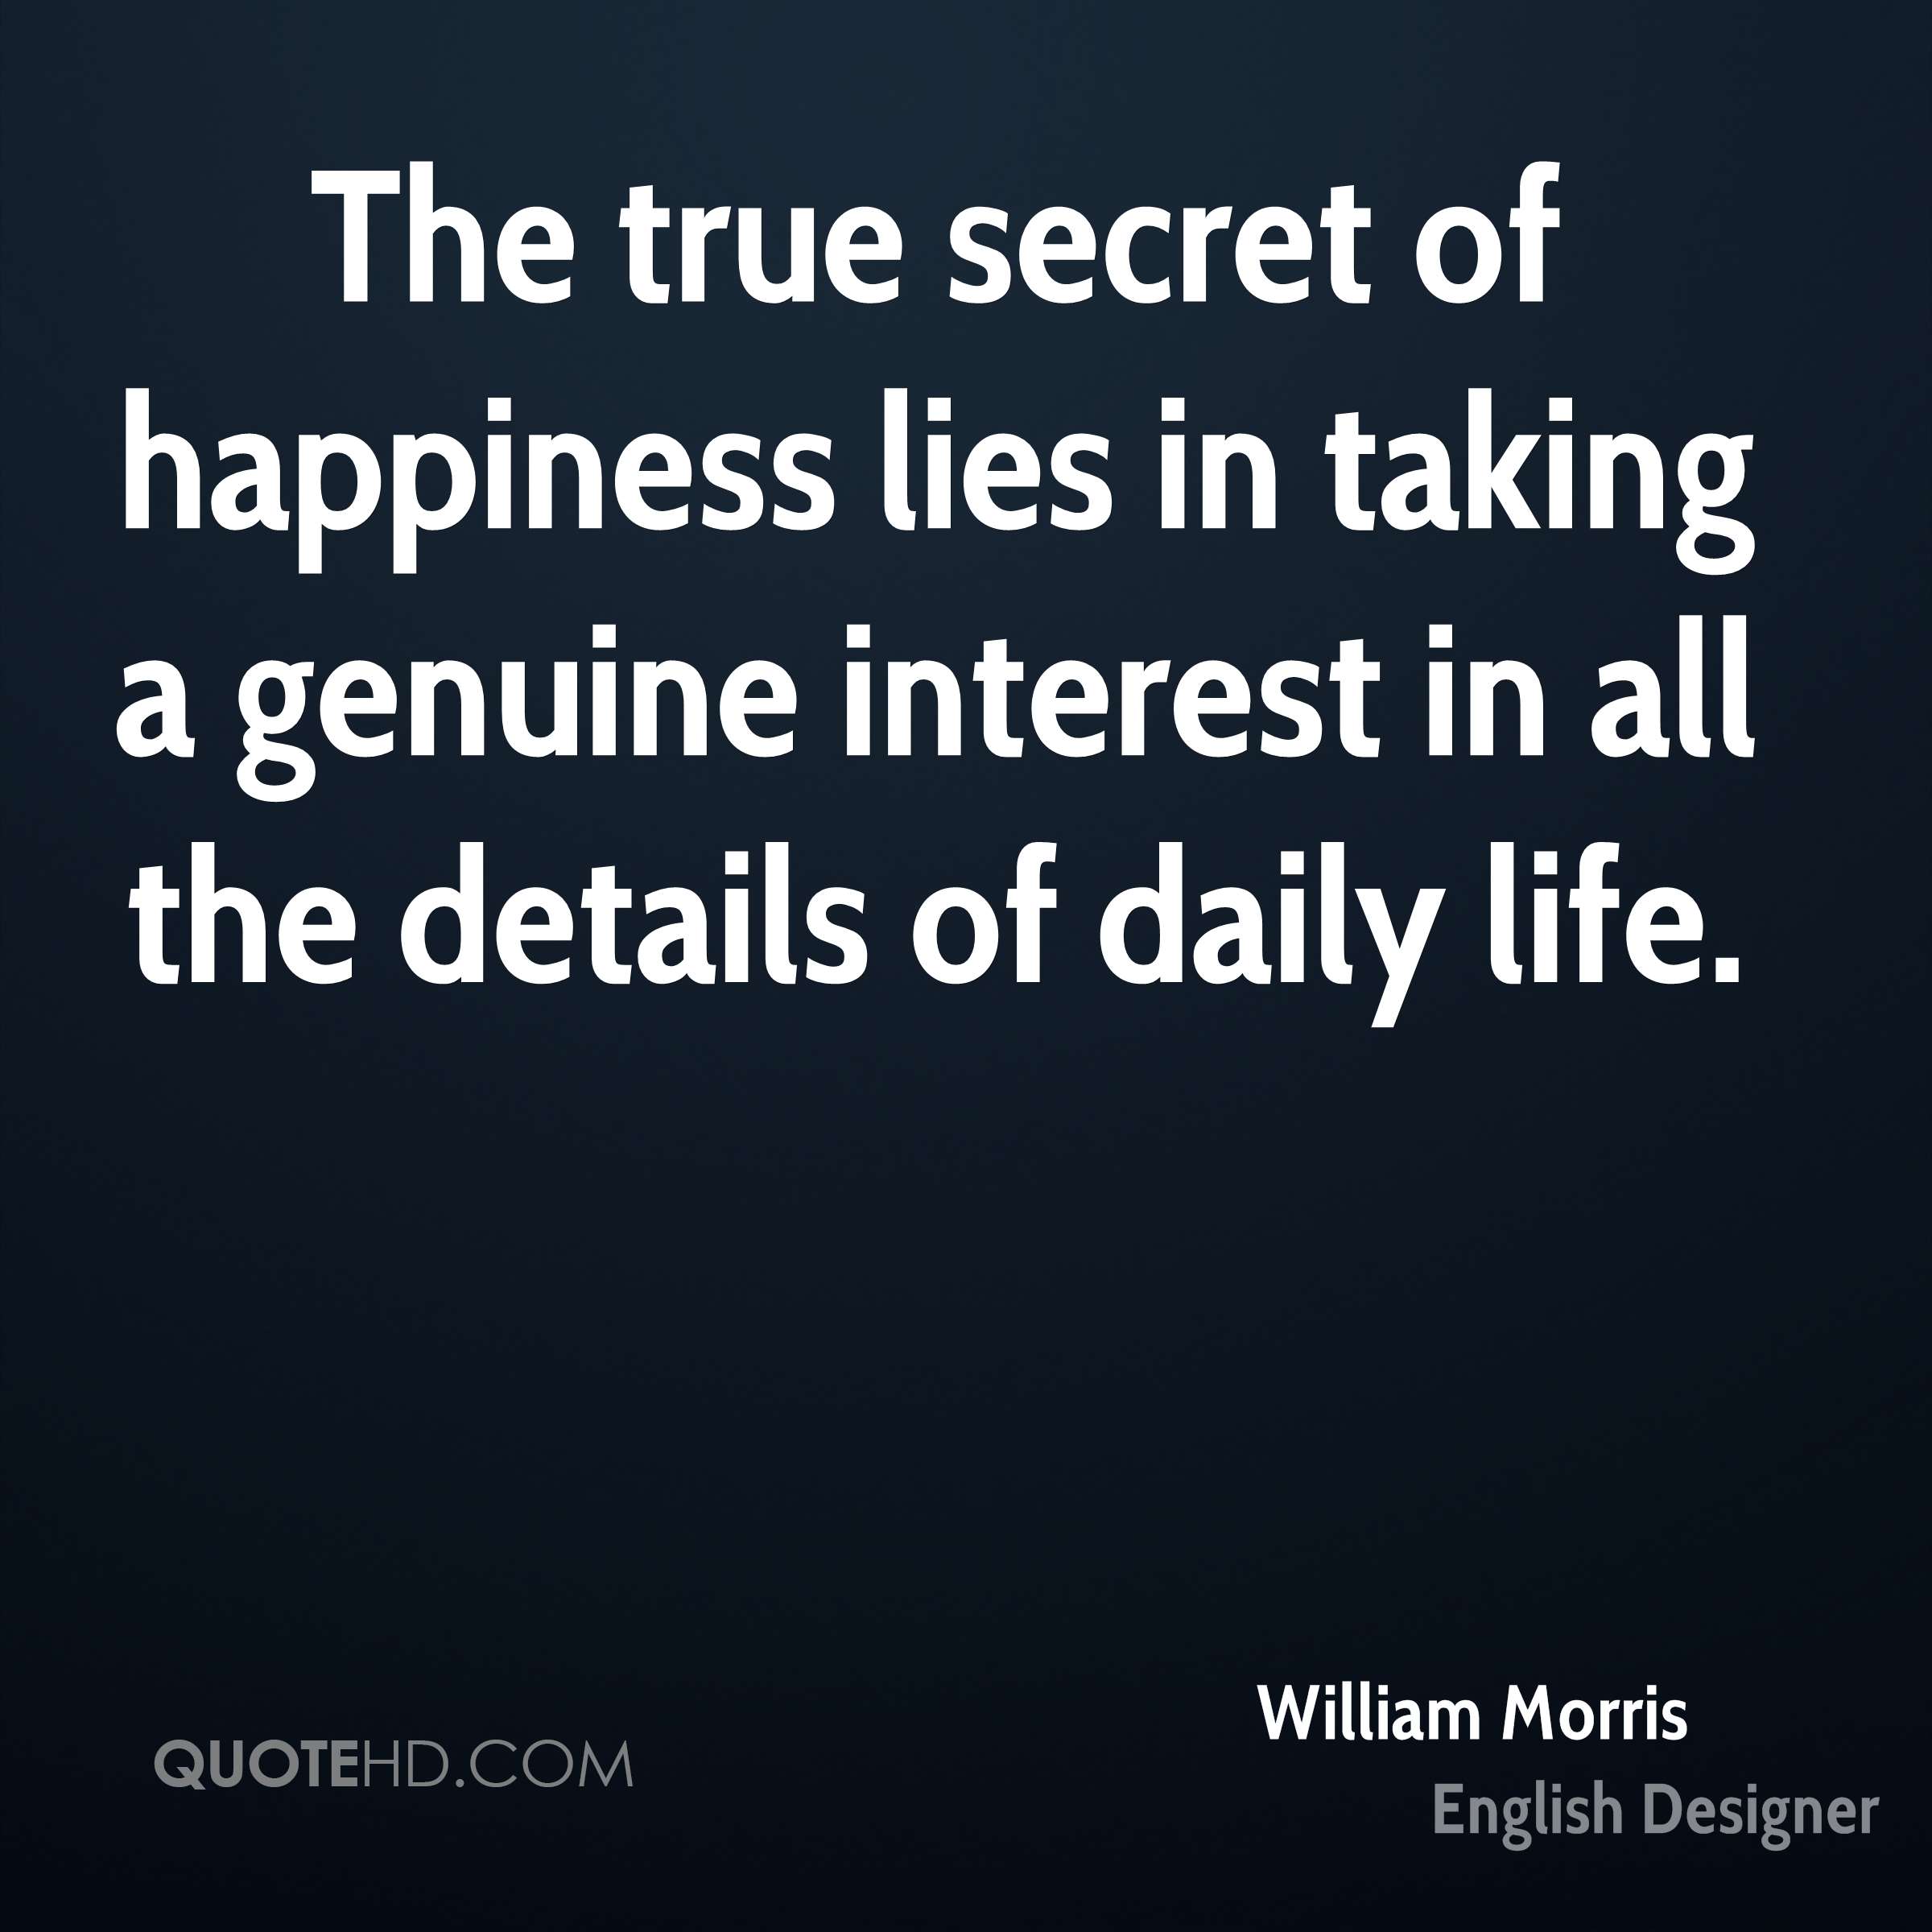 The true secret of
happiness lies in taking
a genuine interest in all
the details of daily life.
William Morris
QUOTEHD.COM
English Designer